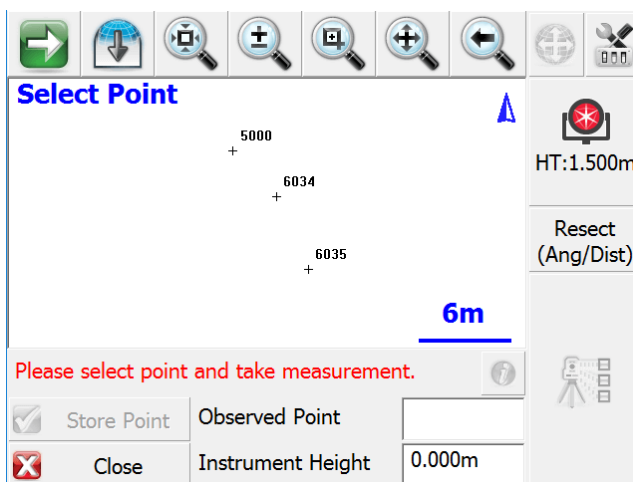 Select Point
5000
6034
6035
6m
HT:1.500m
Resect
(Ang/Dist)
Please select point and take measurement.
Store Point
Observed Point
Close
Instrument Height
0.000m